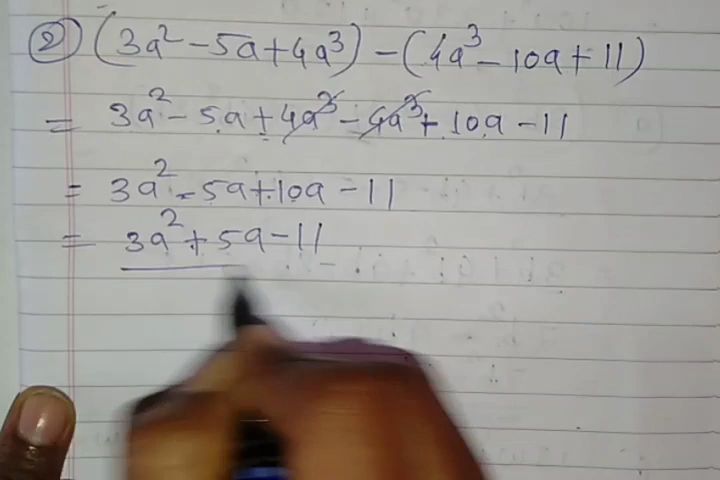 ② (3a² - 5a + 4a³) - (4a³ - 10a + 11)
= 3a² - 5a + 4a³ - 4a³ + 10a - 11
= 3a² - 5a + 10a - 11
= 3a² + 5a - 11